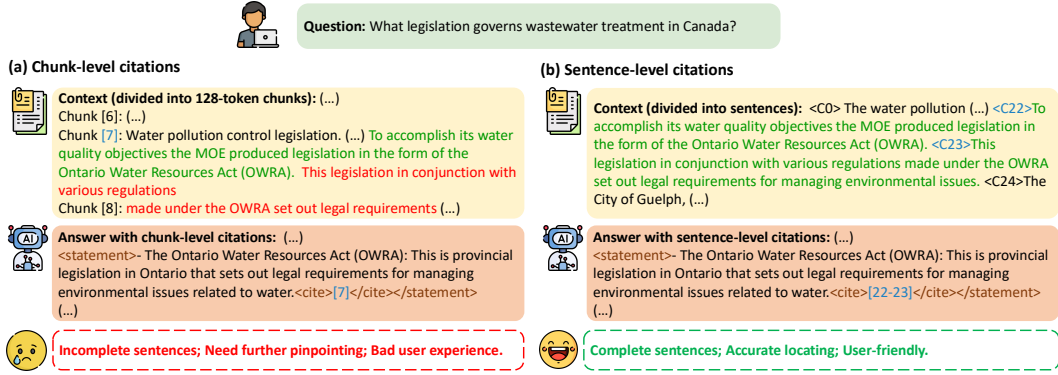 Question: What legislation governs wastewater treatment in Canada?
(a) Chunk-level citations
Context (divided into 128-token chunks): (...)
Chunk [6]: (...)
Chunk [7]: Water pollution control legislation. (...) To accomplish its water
quality objectives the MOE produced legislation in the form of the
Ontario Water Resources Act (OWRA). This legislation in conjunction with
various regulations
Chunk [8]: made under the OWRA set out legal requirements (...)
AI
Answer with chunk-level citations: (...)
<statement>- The Ontario Water Resources Act (OWRA): This is provincial
legislation in Ontario that sets out legal requirements for managing
environmental issues related to water.<cite>[7]</cite></statement>
(...)
Incomplete sentences; Need further pinpointing; Bad user experience.
(b) Sentence-level citations
Context (divided into sentences): <C0> The water pollution (...) <C22>To
accomplish its water quality objectives the MOE produced legislation in
the form of the Ontario Water Resources Act (OWRA). <C23>This
legislation in conjunction with various regulations made under the OWRA
set out legal requirements for managing environmental issues. <C24>The
City of Guelph, (...)
AI
Answer with sentence-level citations: (...)
<statement>- The Ontario Water Resources Act (OWRA): This is provincial
legislation in Ontario that sets out legal requirements for managing
environmental issues related to water.<cite>[22-23]</cite></statement>
(...)
Complete sentences; Accurate locating; User-friendly.